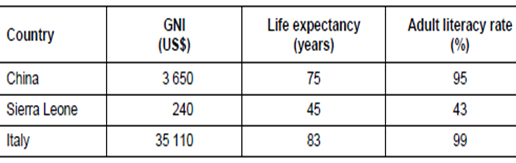 Country GNI (US$) Life expectancy (years) Adult literacy rate (%)
China 3 650 75 95
Sierra Leone 240 45 43
Italy 35 110 83 99